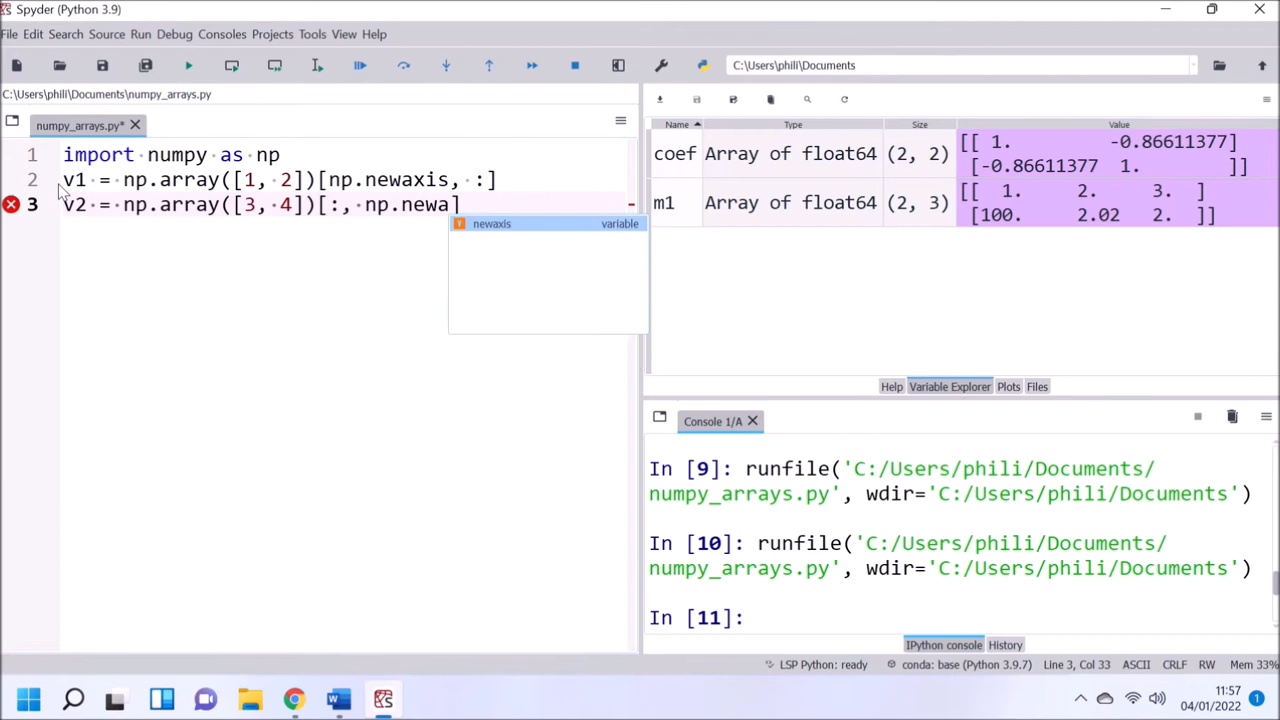 Spyder (Python 3.9)
File Edit Search Source Run Debug Consoles Projects Tools View Help
C:\Users\phili\Documents
C:\Users\phili\Documents\numpy_arrays.py
numpy_arrays.py*
1 import numpy as np
2 v1 = np.array([1, 2])[np.newaxis, :]
3 v2 = np.array([3, 4])[:, np.newa]
newaxis variable
Name Type Size Value
coef Array of float64 (2, 2) [[ 1. -0.86611377]
[-0.86611377 1. ]]
m1 Array of float64 (2, 3) [[ 1. 2. 3. ]
[100. 2.02 2. ]]
Help Variable Explorer Plots Files
Console 1/A
In [9]: runfile('C:/Users/phili/Documents/
numpy_arrays.py', wdir='C:/Users/phili/Documents')
In [10]: runfile('C:/Users/phili/Documents/
numpy_arrays.py', wdir='C:/Users/phili/Documents')
In [11]:
IPython console History
LSP Python: ready conda: base (Python 3.9.7) Line 3, Col 33 ASCII CRLF RW Mem 33%
11:57
04/01/2022
1